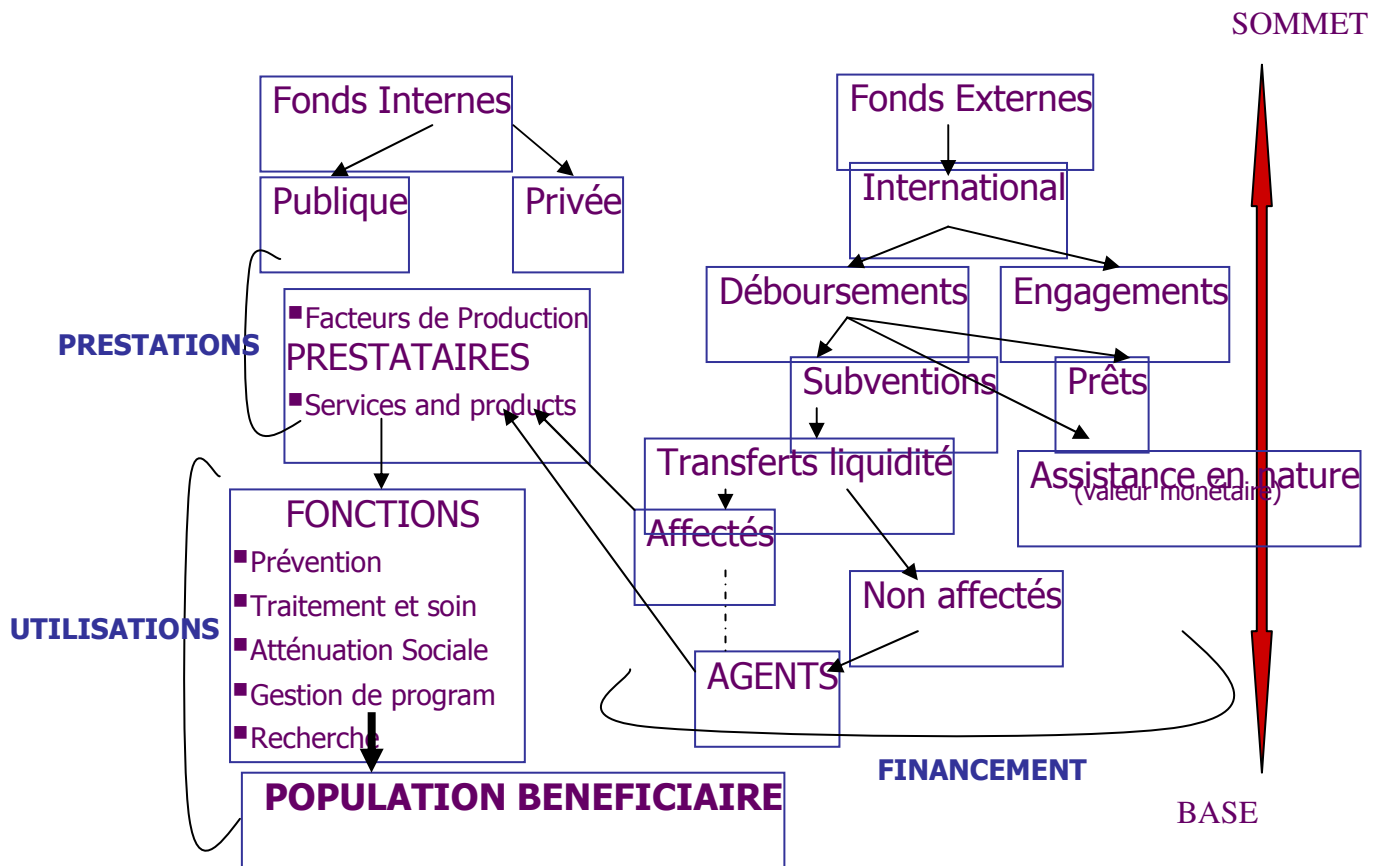 SOMMET
Fonds Internes
Fonds Externes
Publique
Privée
International
Déboursements
Engagements
PRESTATIONS
■Facteurs de Production
PRESTATAIRES
■Services and products
Subventions
Prêts
Transferts liquidité
Assistance en nature
(valeur monétaire)
Affectés
Non affectés
AGENTS
FINANCEMENT
UTILISATIONS
FONCTIONS
■Prévention
■Traitement et soin
■Atténuation Sociale
■Gestion de program
■Recherche
POPULATION BENEFICIAIRE
BASE